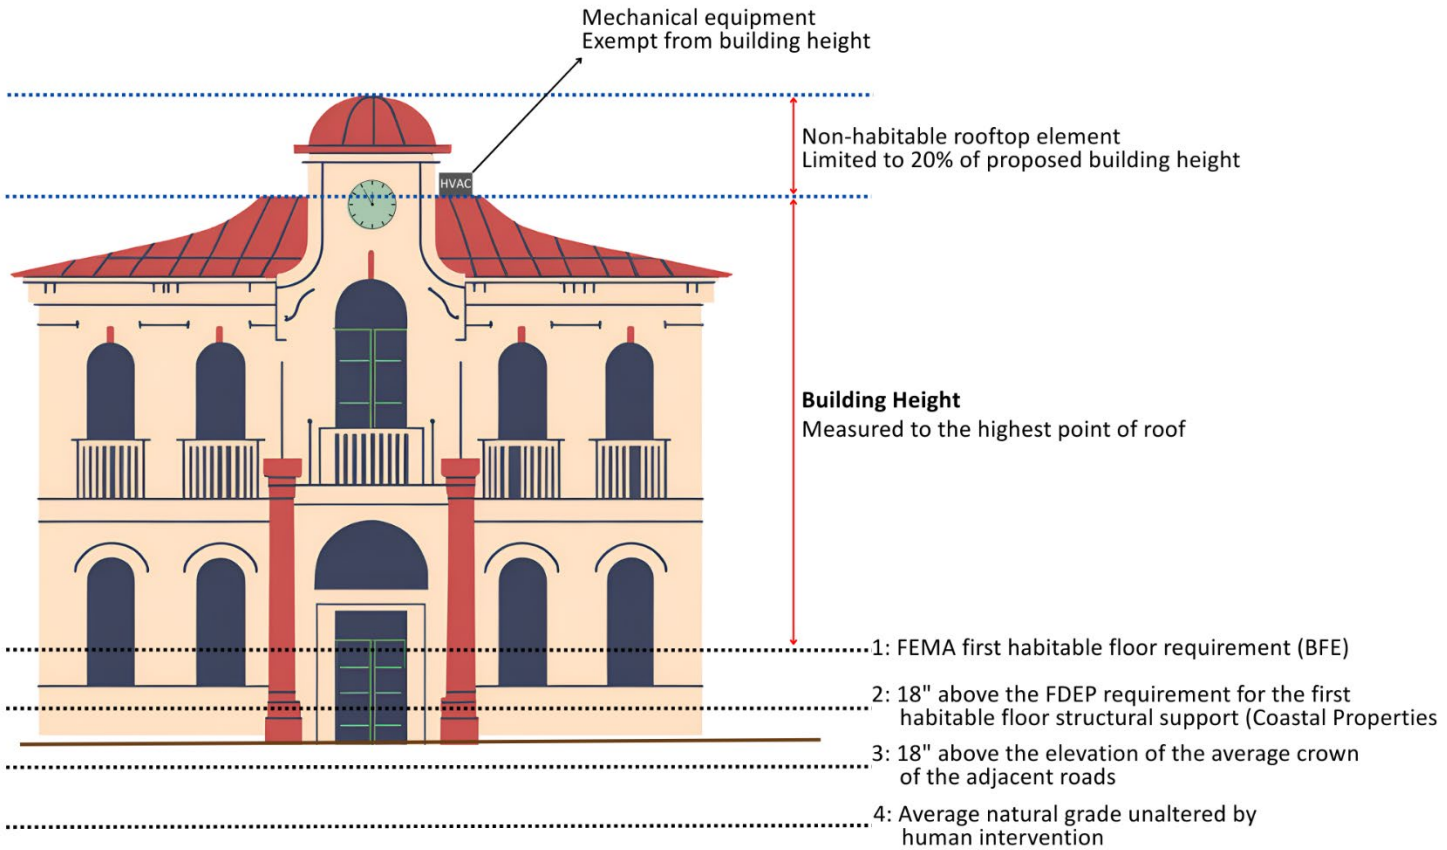 Mechanical equipment
Exempt from building height
Non-habitable rooftop element
Limited to 20% of proposed building height
HVAC
Building Height
Measured to the highest point of roof
1: FEMA first habitable floor requirement (BFE)
2: 18" above the FDEP requirement for the first
habitable floor structural support (Coastal Properties
3: 18" above the elevation of the average crown
of the adjacent roads
4: Average natural grade unaltered by
human intervention